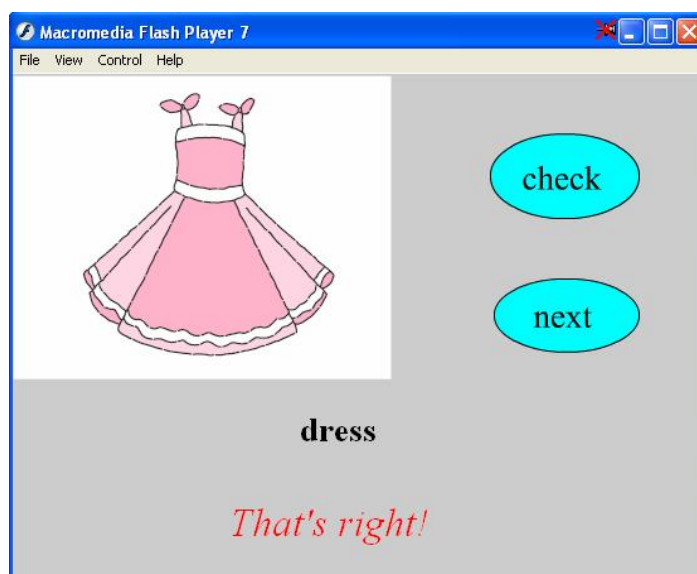 Macromedia Flash Player 7
File View Control Help
check
next
dress
That's right!